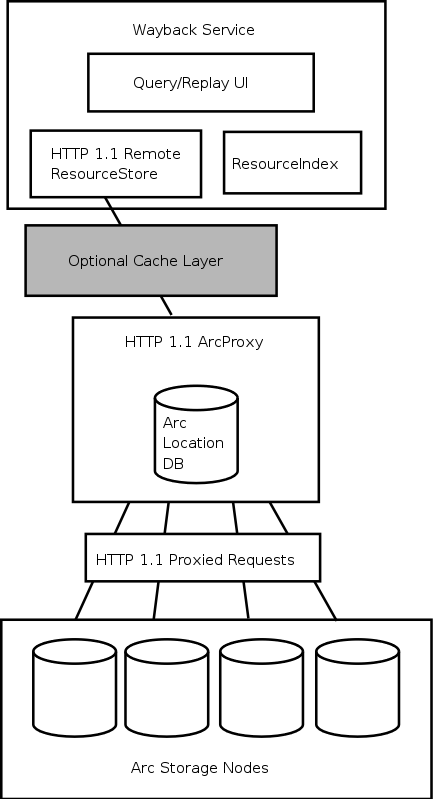 Wayback Service
Query/Replay UI
HTTP 1.1 Remote
ResourceStore
ResourceIndex
Optional Cache Layer
HTTP 1.1 ArcProxy
Arc
Location
DB
HTTP 1.1 Proxied Requests
Arc Storage Nodes